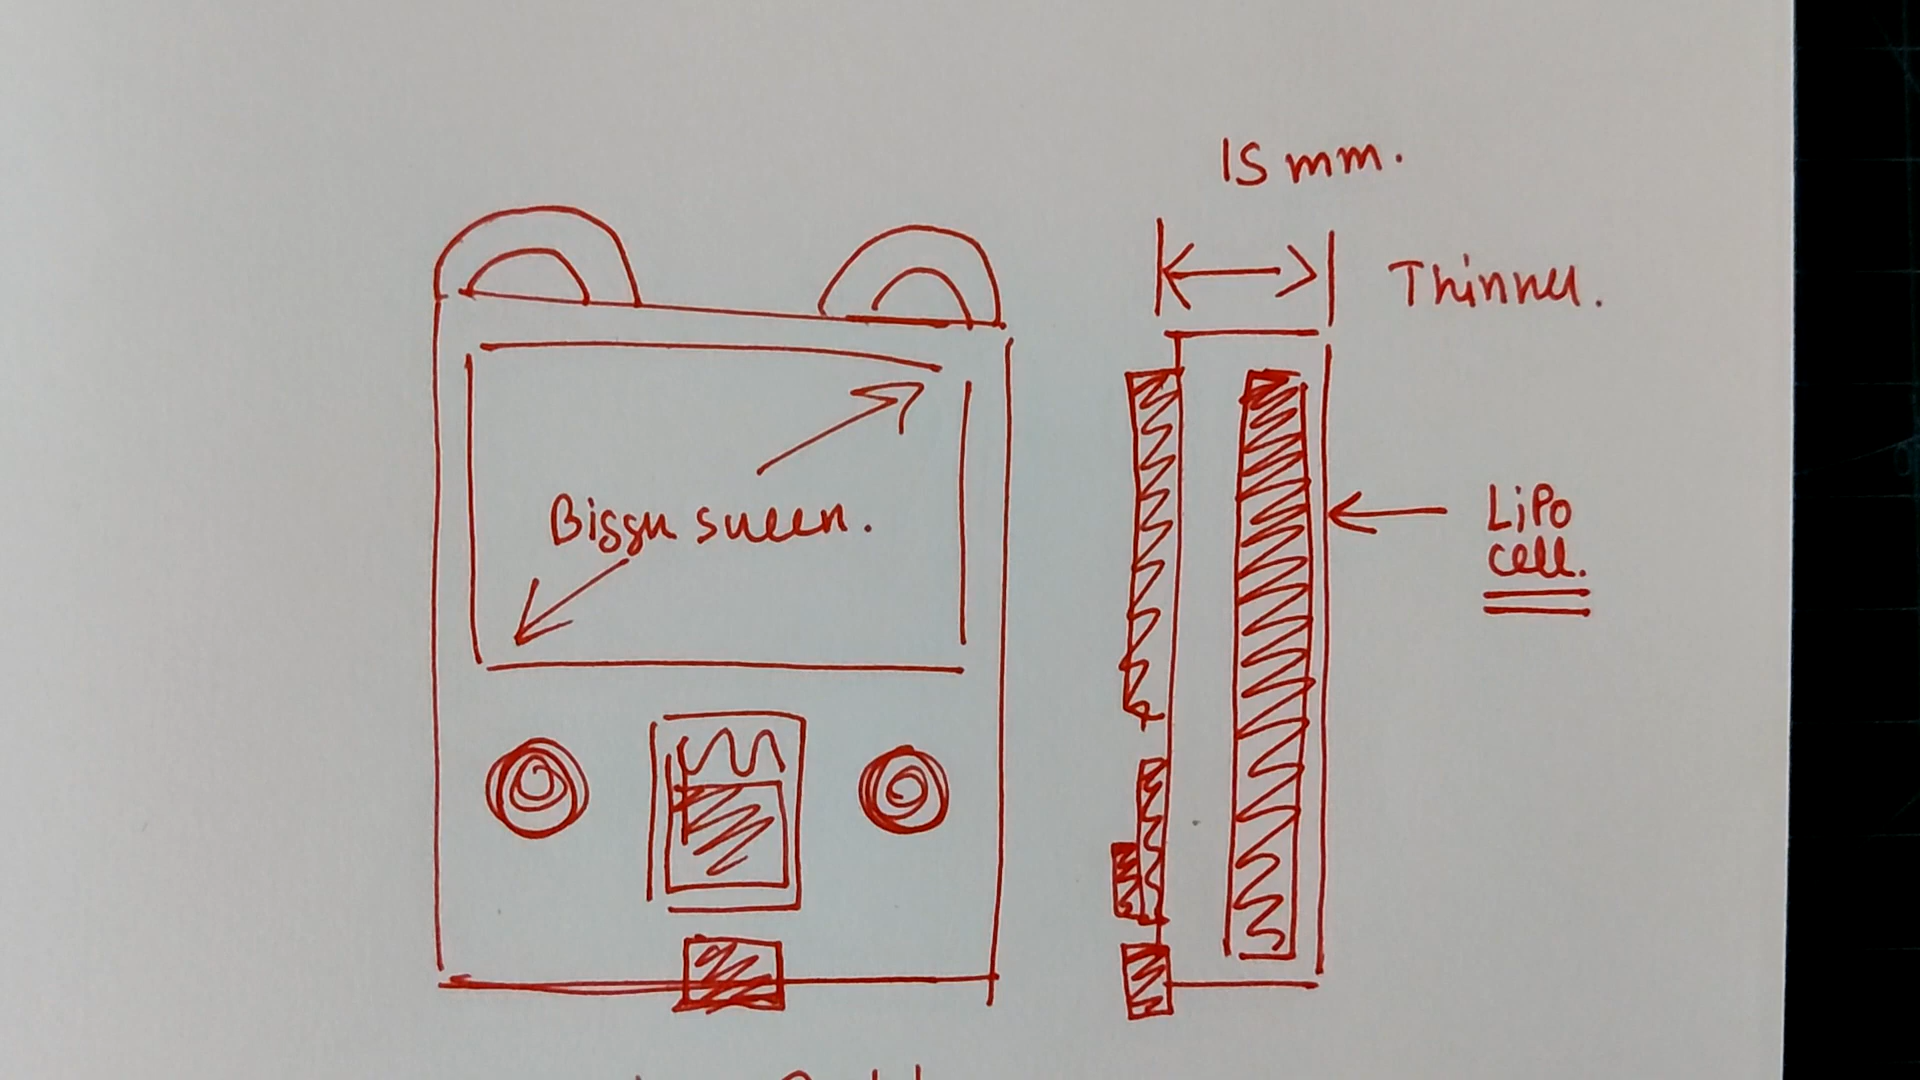 15 mm.
Thinner.
Bigger screen.
LiPo
cell.